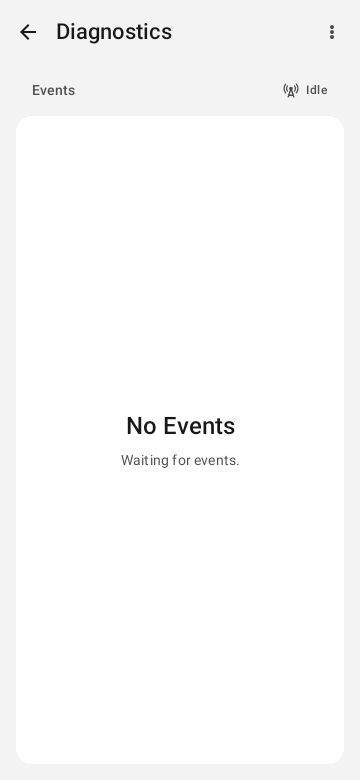 Diagnostics
Events
Idle
No Events
Waiting for events.